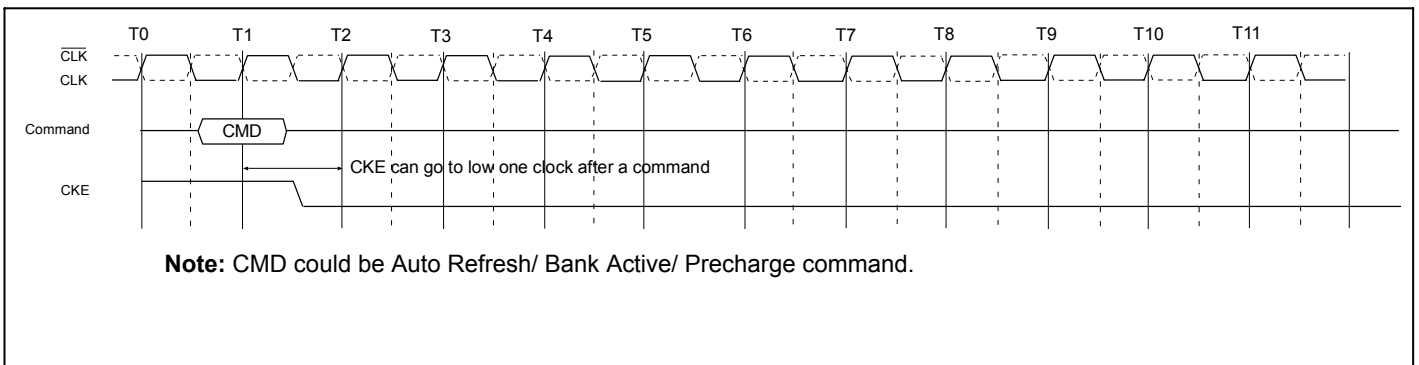 T0 T1 T2 T3 T4 T5 T6 T7 T8 T9 T10 T11
CLK
CLK
Command CMD
CKE can go to low one clock after a command
CKE
Note: CMD could be Auto Refresh/ Bank Active/ Precharge command.